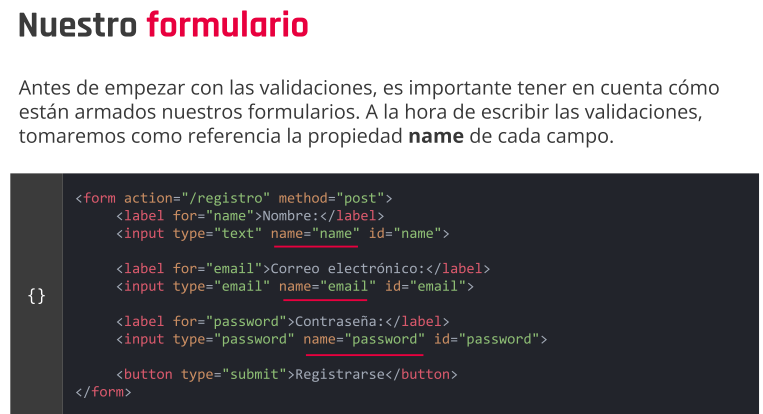 Nuestro formulario
Antes de empezar con las validaciones, es importante tener en cuenta cómo
están armados nuestros formularios. A la hora de escribir las validaciones,
tomaremos como referencia la propiedad name de cada campo.
{}
<form action="/registro" method="post">
<label for="name">Nombre:</label>
<input type="text" name="name" id="name">
<label for="email">Correo electrónico:</label>
<input type="email" name="email" id="email">
<label for="password">Contraseña:</label>
<input type="password" name="password" id="password">
<button type="submit">Registrarse</button>
</form>